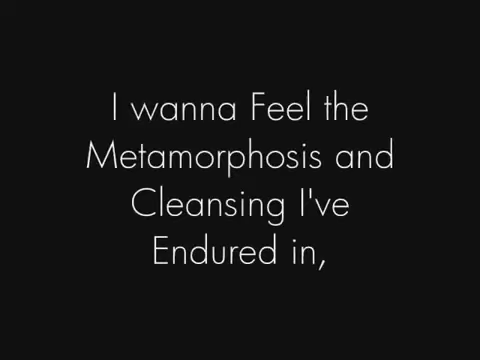 I wanna Feel the
Metamorphosis and
Cleansing I've
Endured in,